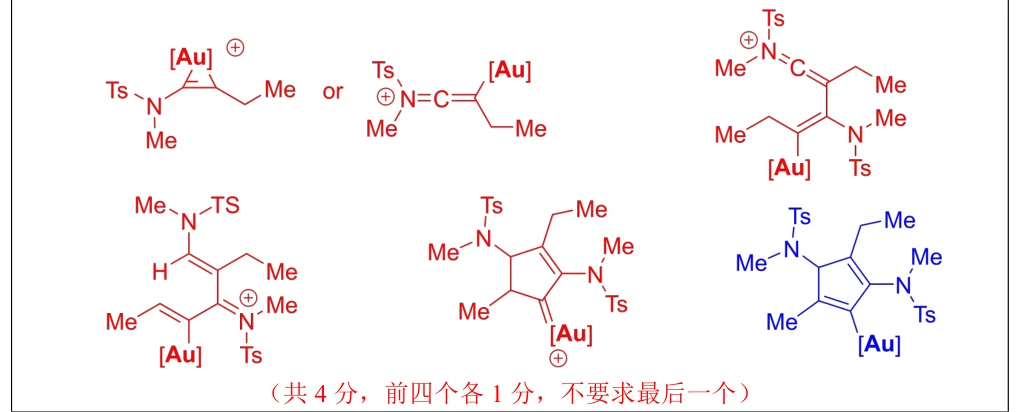 [Au] ⊕
Ts N Me Me
or
Ts ⊕ N=C= [Au] Me Me
Ts ⊕ N=C= Me Me Me N Me [Au] Ts
Me N TS H Me Me ⊕ N Me [Au] Ts
Ts N Me Me Me N Me Ts [Au] ⊕
Ts N Me Me Me N Me Ts [Au]
（共 4 分，前四个各 1 分，不要求最后一个）